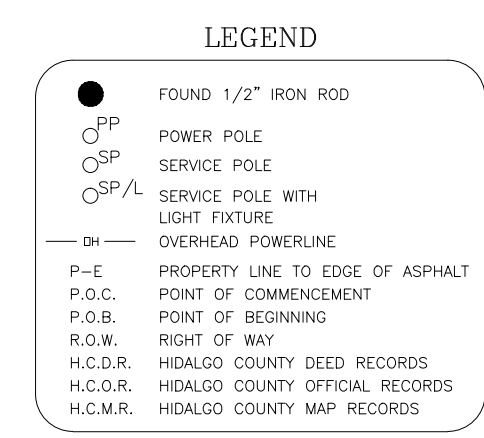 LEGEND
FOUND 1/2" IRON ROD
PP POWER POLE
SP SERVICE POLE
SP/L SERVICE POLE WITH
LIGHT FIXTURE
OH OVERHEAD POWERLINE
P-E PROPERTY LINE TO EDGE OF ASPHALT
P.O.C. POINT OF COMMENCEMENT
P.O.B. POINT OF BEGINNING
R.O.W. RIGHT OF WAY
H.C.D.R. HIDALGO COUNTY DEED RECORDS
H.C.O.R. HIDALGO COUNTY OFFICIAL RECORDS
H.C.M.R. HIDALGO COUNTY MAP RECORDS